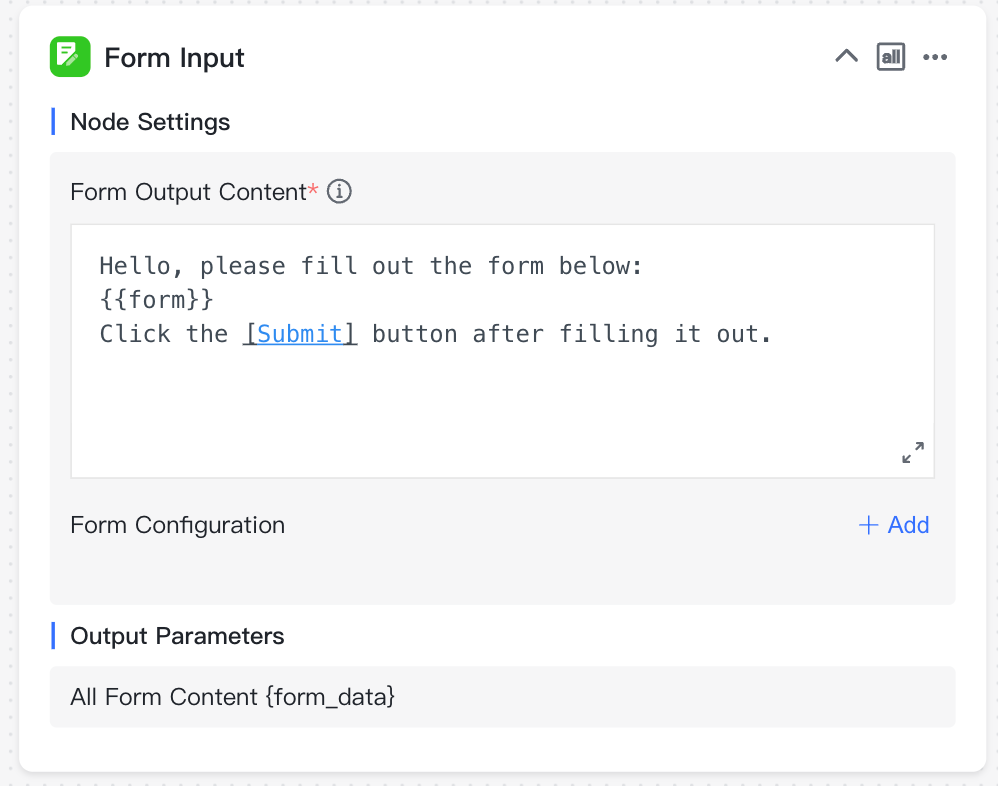 Form Input
all
Node Settings
Form Output Content*
Hello, please fill out the form below:
{{form}}
Click the [Submit] button after filling it out.
Form Configuration
+ Add
Output Parameters
All Form Content {form_data}